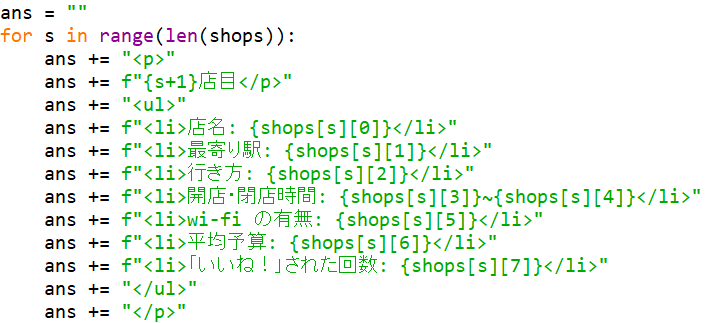 ans = ""
for s in range(len(shops)):
    ans += "<p>"
    ans += f"{s+1}店目</p>"
    ans += "<ul>"
    ans += f"<li>店名: {shops[s][0]}</li>"
    ans += f"<li>最寄り駅: {shops[s][1]}</li>"
    ans += f"<li>行き方: {shops[s][2]}</li>"
    ans += f"<li>開店・閉店時間: {shops[s][3]}~{shops[s][4]}</li>"
    ans += f"<li>wi-fi の有無: {shops[s][5]}</li>"
    ans += f"<li>平均予算: {shops[s][6]}</li>"
    ans += f"<li>「いいね！」された回数: {shops[s][7]}</li>"
    ans += "</ul>"
    ans += "</p>"